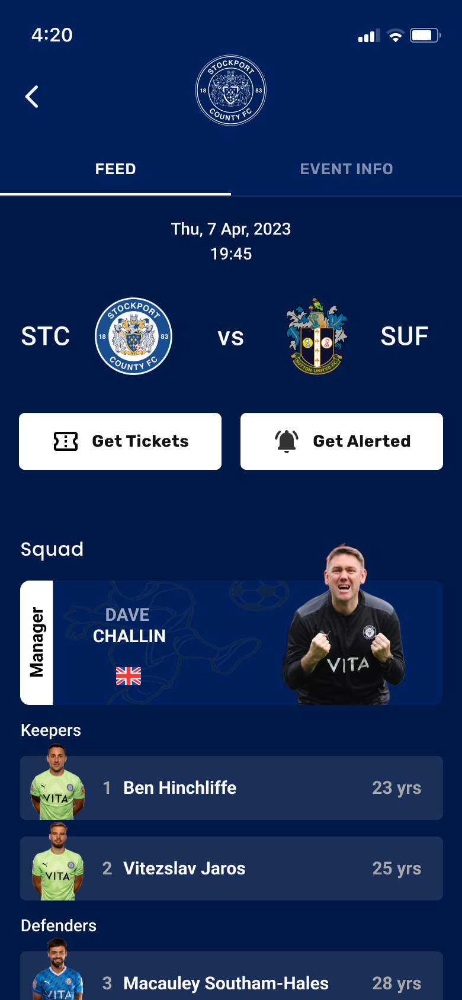 4:20
STOCKPORT
18 83
COUNTY FC
FEED
EVENT INFO
Thu, 7 Apr, 2023
19:45
STC
STOCKPORT
18 83
COUNTY FC
vs
SUTTON UNITED F.C.
SUF
Get Tickets
Get Alerted
Squad
Manager
DAVE
CHALLIN
VITA
Keepers
VITA
1 Ben Hinchliffe 23 yrs
VITA
2 Vitezslav Jaros 25 yrs
Defenders
VITA
3 Macauley Southam-Hales 28 yrs